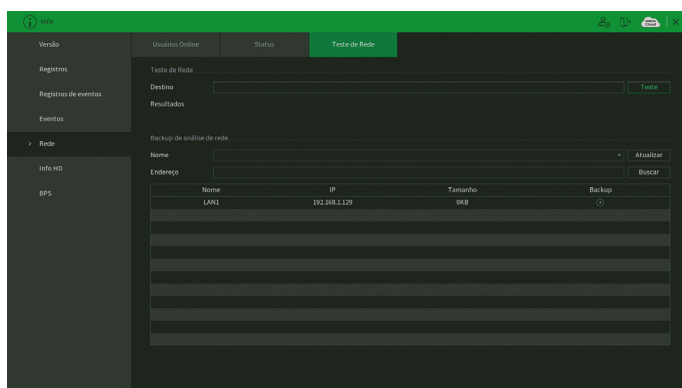 Info
Versão
Registros
Registros de eventos
Eventos
Rede
Info HD
BPS
Usuários Online
Status
Teste de Rede
Teste de Rede
Destino
Teste
Resultados
Backup de análise de rede
Nome
Atualizar
Endereço
Buscar
Nome IP Tamanho Backup
LAN1 192.168.1.129 0KB